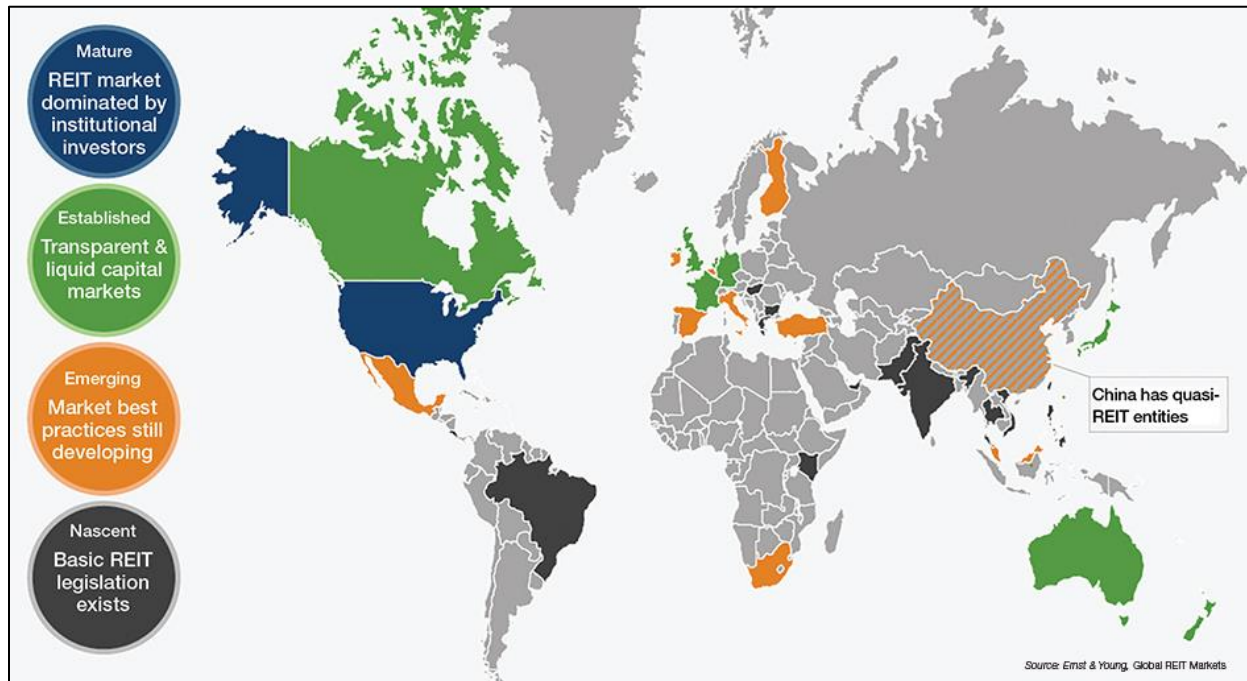 Mature
REIT market
dominated by
institutional
investors
Established
Transparent &
liquid capital
markets
Emerging
Market best
practices still
developing
Nascent
Basic REIT
legislation
exists
China has quasi-
REIT entities
Source: Ernst & Young, Global REIT Markets